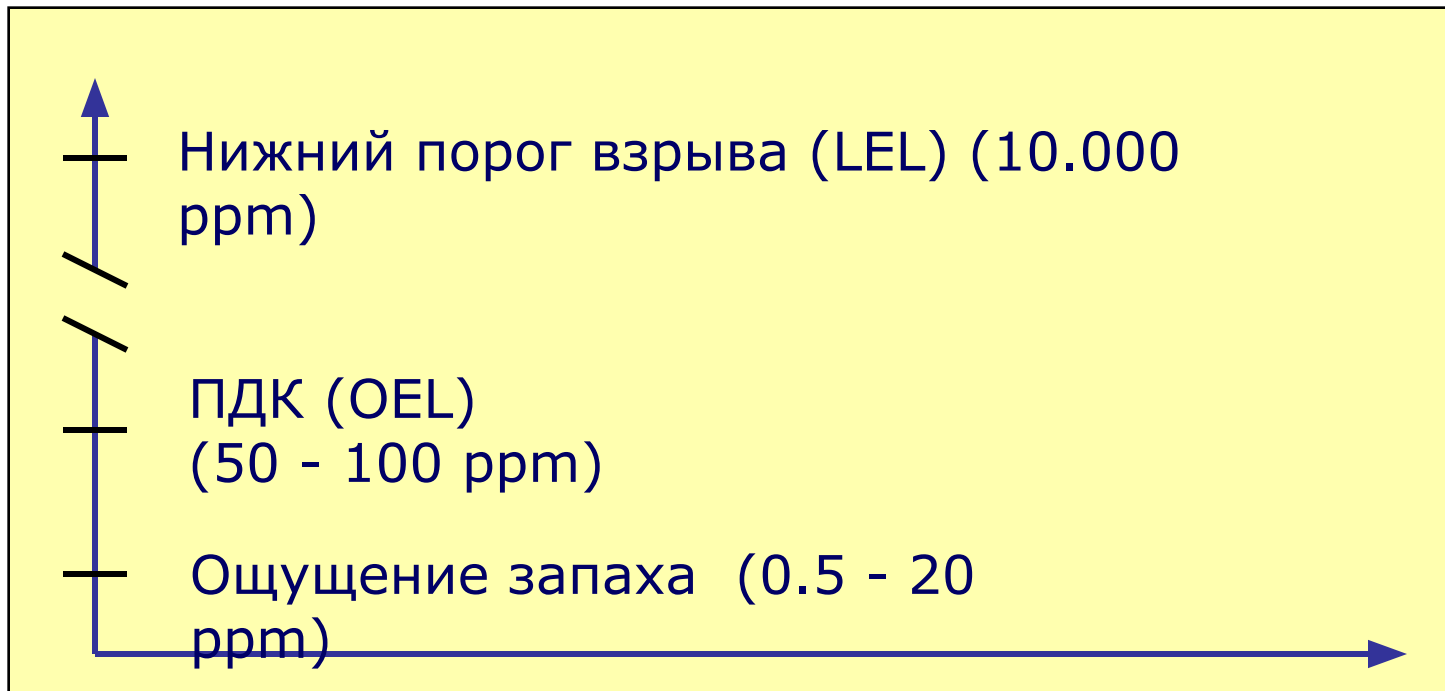 Нижний порог взрыва (LEL) (10.000
ppm)
ПДК (OEL)
(50 - 100 ppm)
Ощущение запаха (0.5 - 20
ppm)